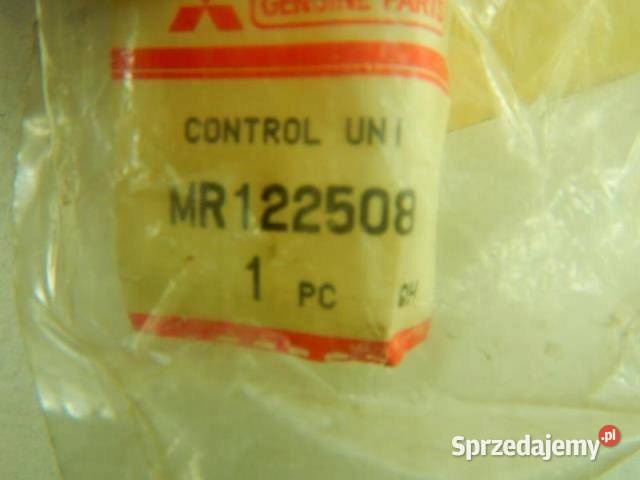 GENUINE PARTS
CONTROL UNI
MR122508
1 PC
Sprzedajemy.pl